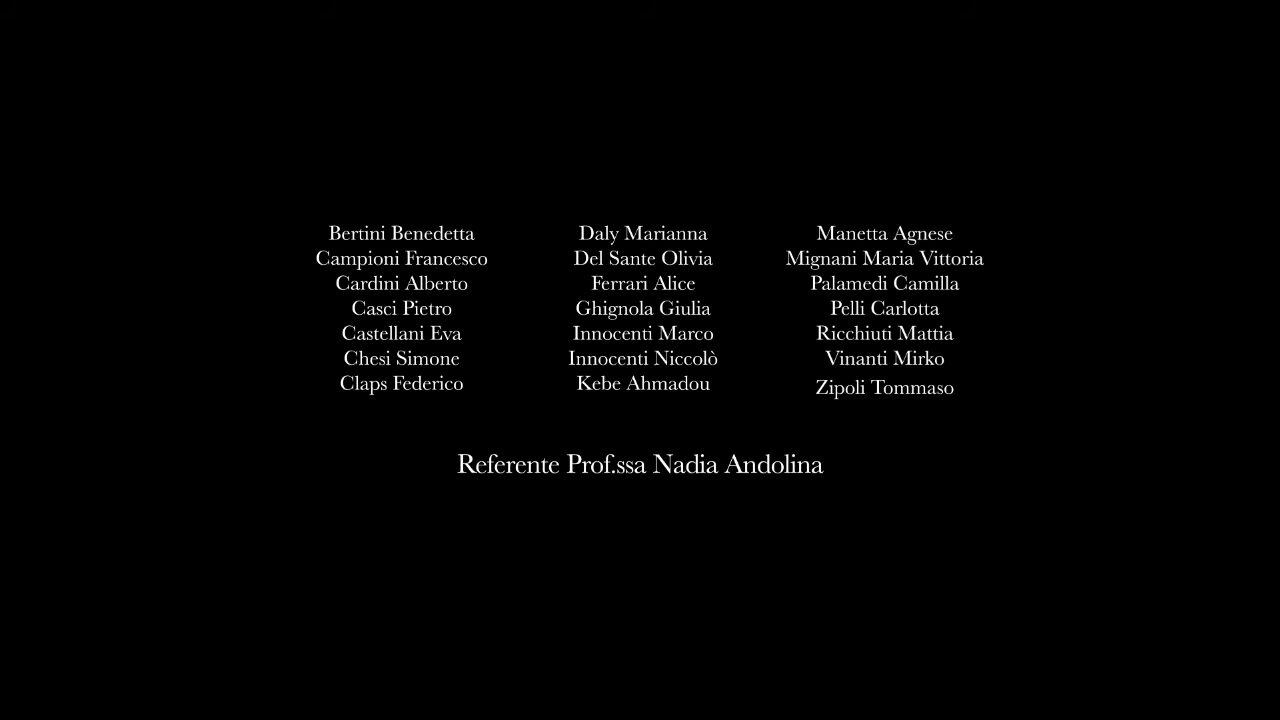 Bertini Benedetta
Campioni Francesco
Cardini Alberto
Casci Pietro
Castellani Eva
Chesi Simone
Claps Federico
Daly Marianna
Del Sante Olivia
Ferrari Alice
Ghignola Giulia
Innocenti Marco
Innocenti Niccolò
Kebe Ahmadou
Manetta Agnese
Mignani Maria Vittoria
Palamedi Camilla
Pelli Carlotta
Ricchiuti Mattia
Vinanti Mirko
Zipoli Tommaso
Referente Prof.ssa Nadia Andolina